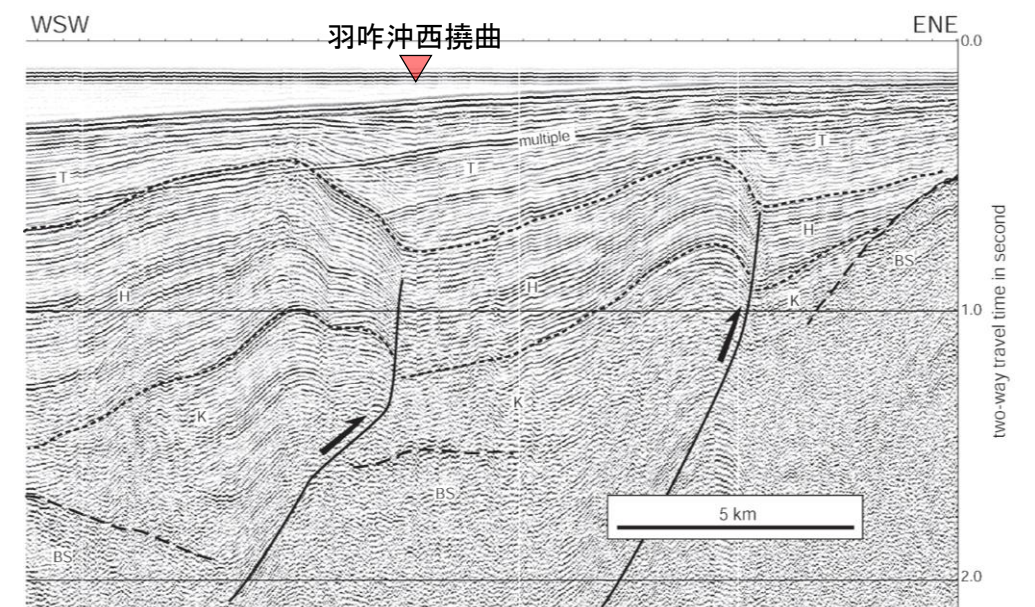 WSW
ENE
羽咋沖西撓曲
0.0
multiple
T
T
T
H
H
H
BS
K
1.0
K
K
BS
BS
5 km
2.0
two-way travel time in second